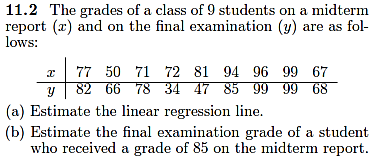 11.2 The grades of a class of 9 students on a midterm
report (x) and on the final examination (y) are as fol-
lows:
x 77 50 71 72 81 94 96 99 67
y 82 66 78 34 47 85 99 99 68
(a) Estimate the linear regression line.
(b) Estimate the final examination grade of a student
who received a grade of 85 on the midterm report.